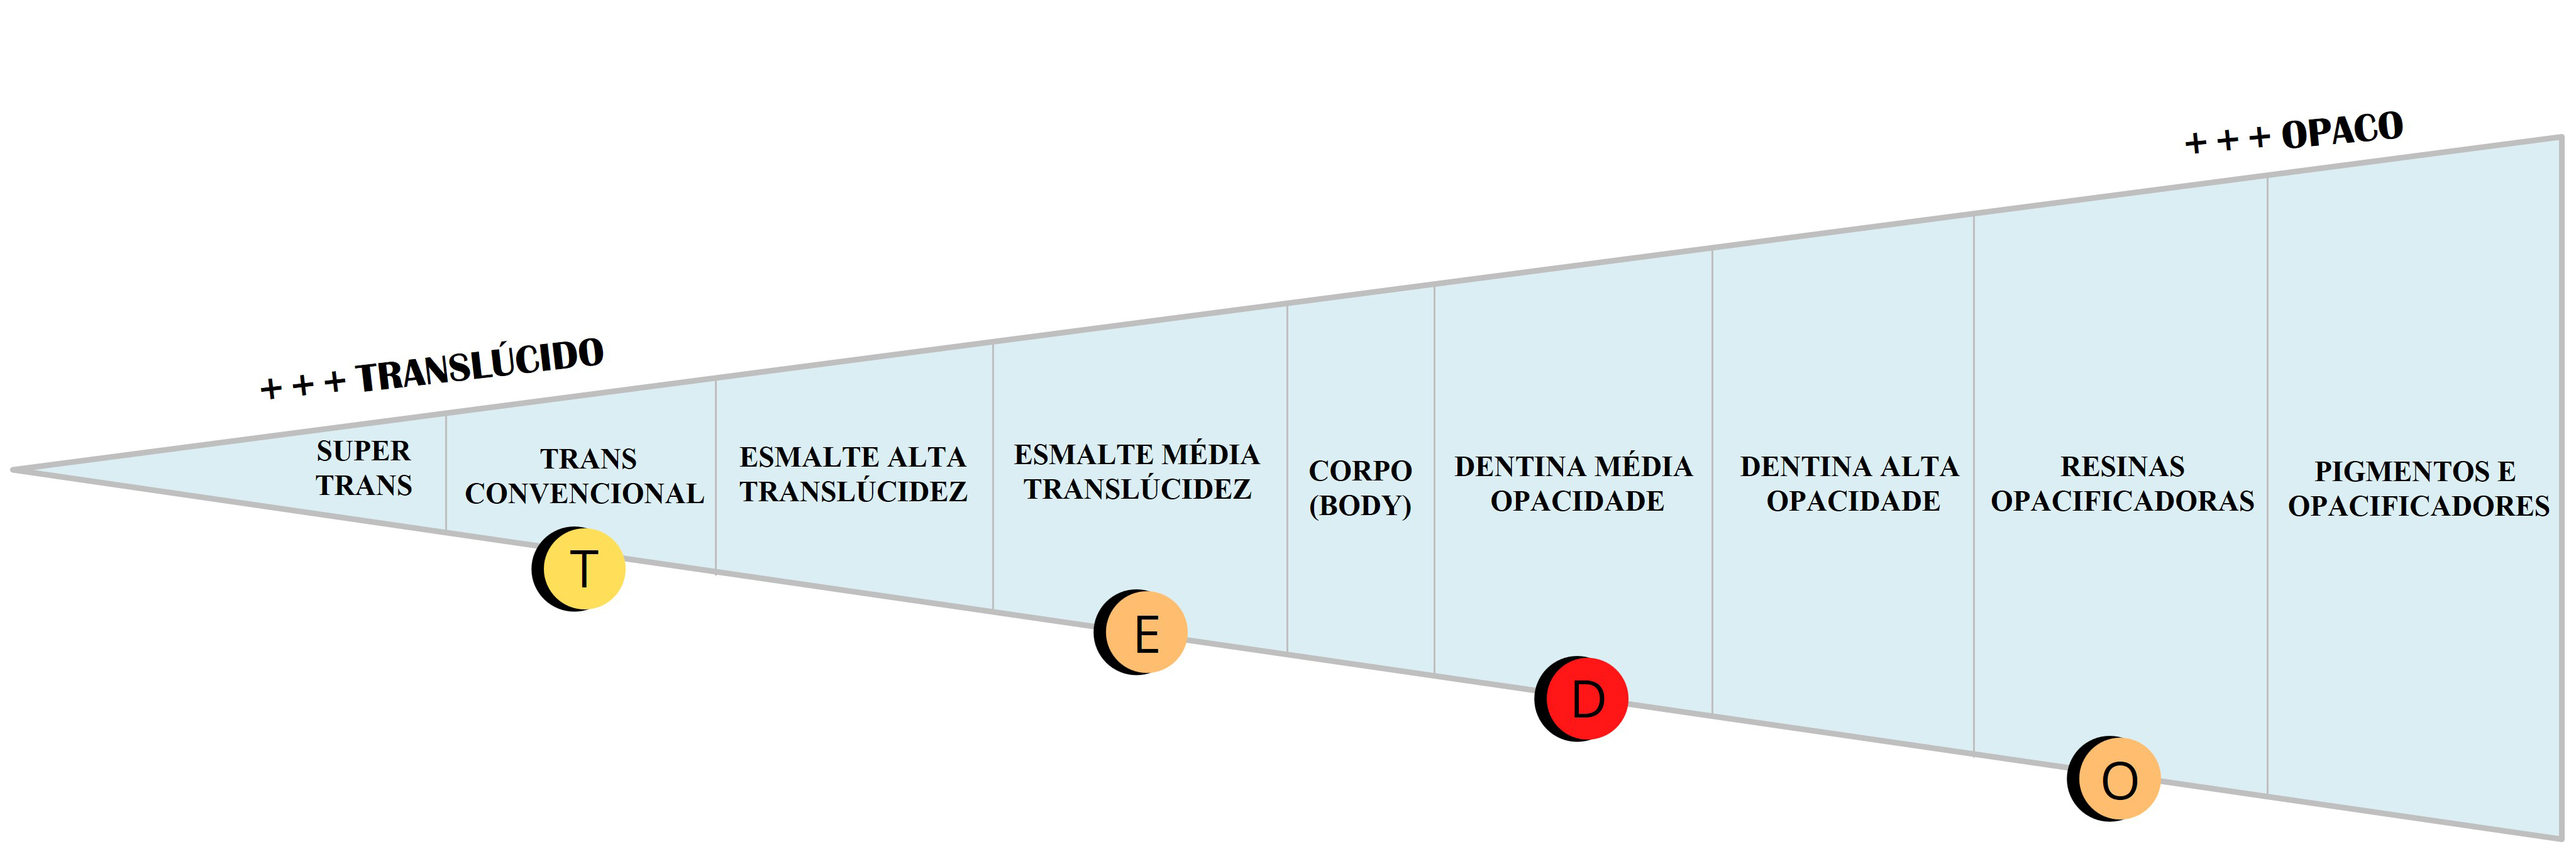 + + + OPACO
+ + + TRANSLÚCIDO
SUPER
TRANS
TRANS
CONVENCIONAL
ESMALTE ALTA
TRANSLÚCIDEZ
ESMALTE MÉDIA
TRANSLÚCIDEZ
CORPO
(BODY)
DENTINA MÉDIA
OPACIDADE
DENTINA ALTA
OPACIDADE
RESINAS
OPACIFICADORAS
PIGMENTOS E
OPACIFICADORES
T
E
D
O